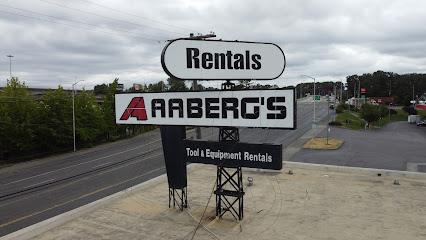 Rentals
A AABERG'S
Tool & Equipment Rentals